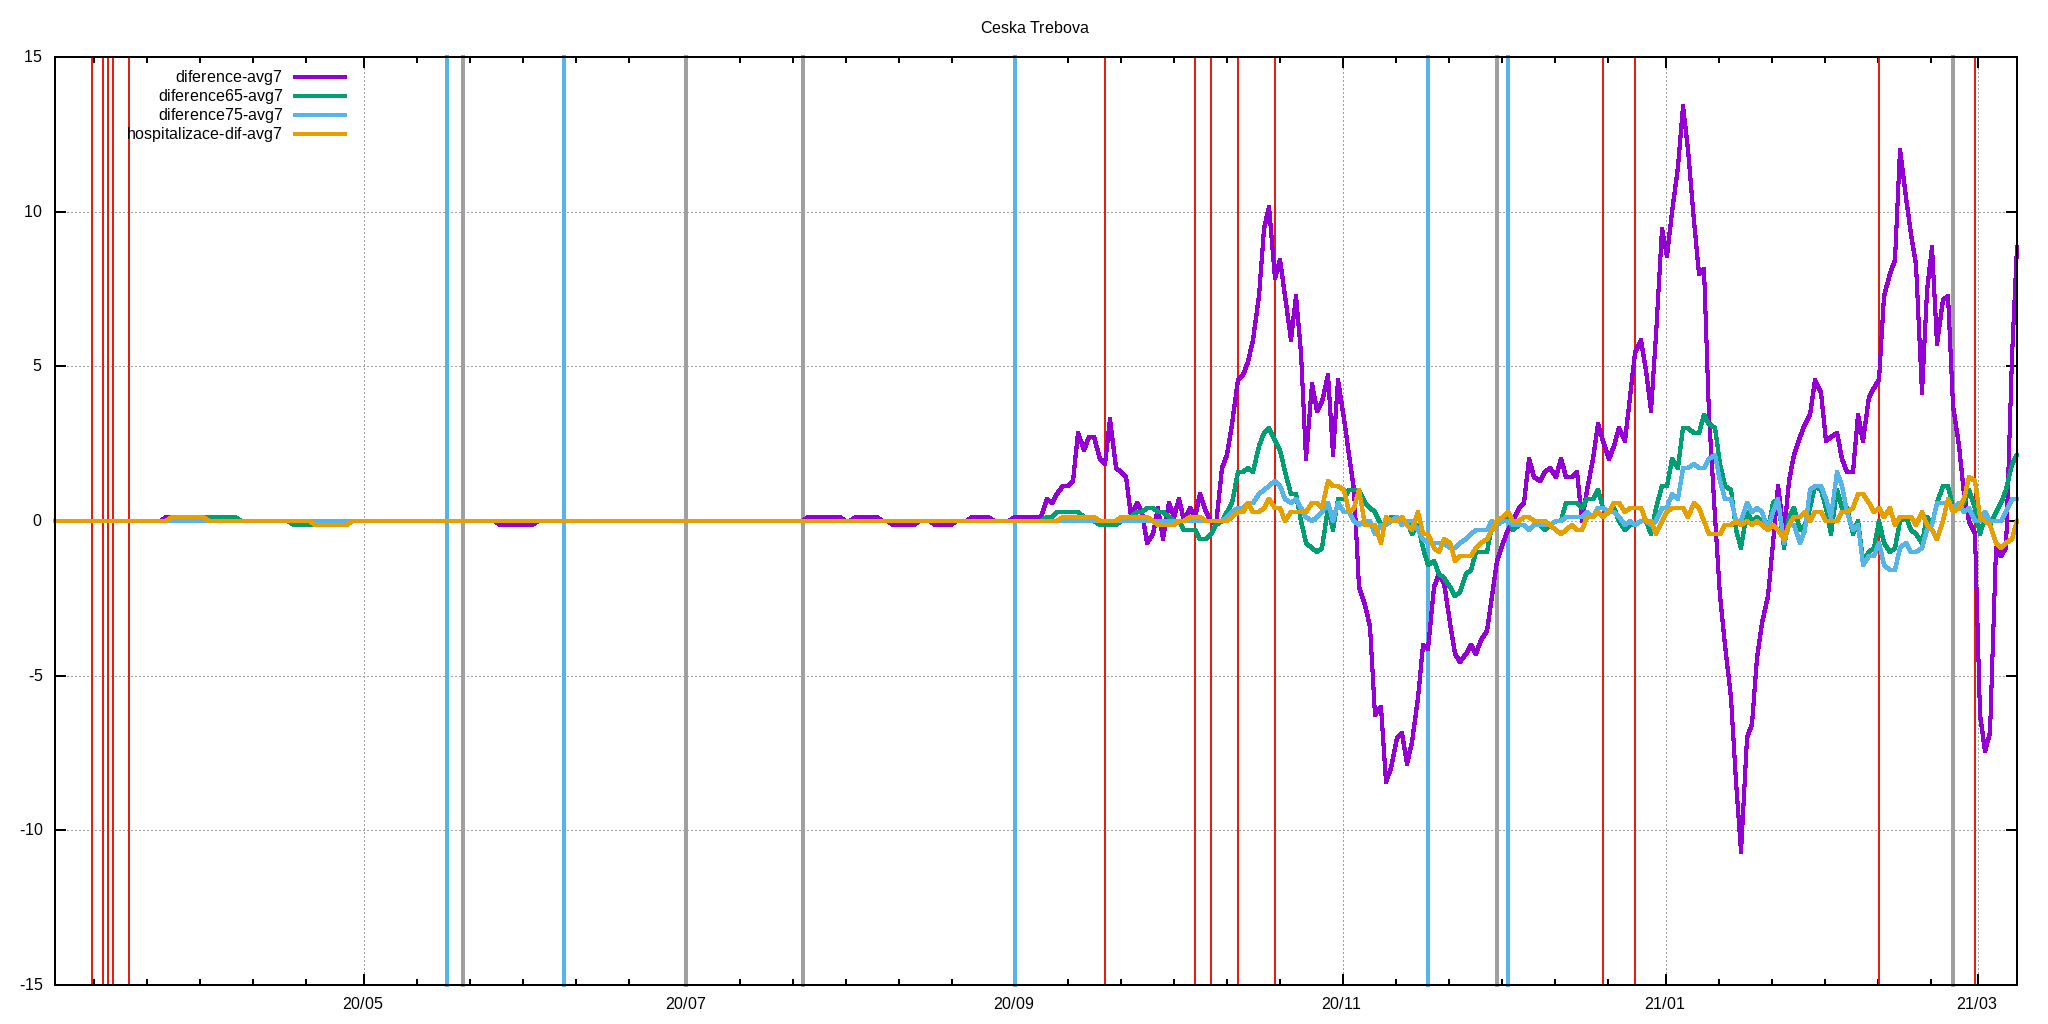 Ceska Trebova
15
10
5
0
-5
-10
-15
diference-avg7
diference65-avg7
diference75-avg7
hospitalizace-dif-avg7
20/05 20/07 20/09 20/11 21/01 21/03